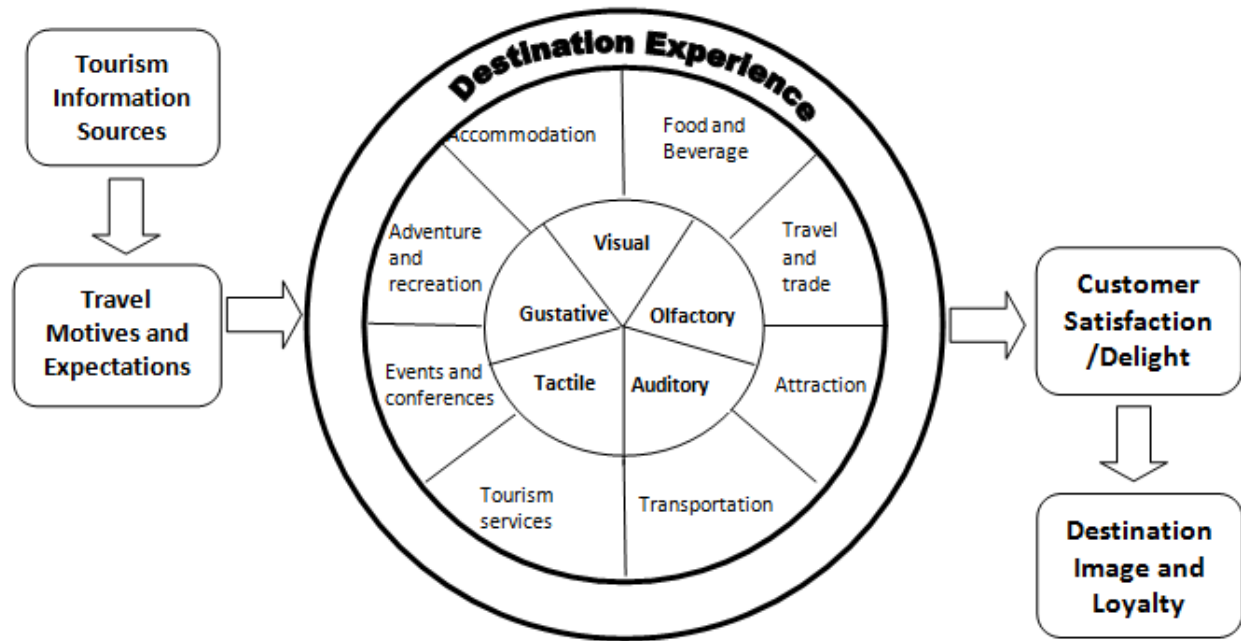 Tourism
Information
Sources
Travel
Motives and
Expectations
Destination Experience
Accommodation
Food and
Beverage
Adventure
and
recreation
Travel
and
trade
Events and
conferences
Attraction
Tourism
services
Transportation
Visual
Gustative
Olfactory
Tactile
Auditory
Customer
Satisfaction
/Delight
Destination
Image and
Loyalty